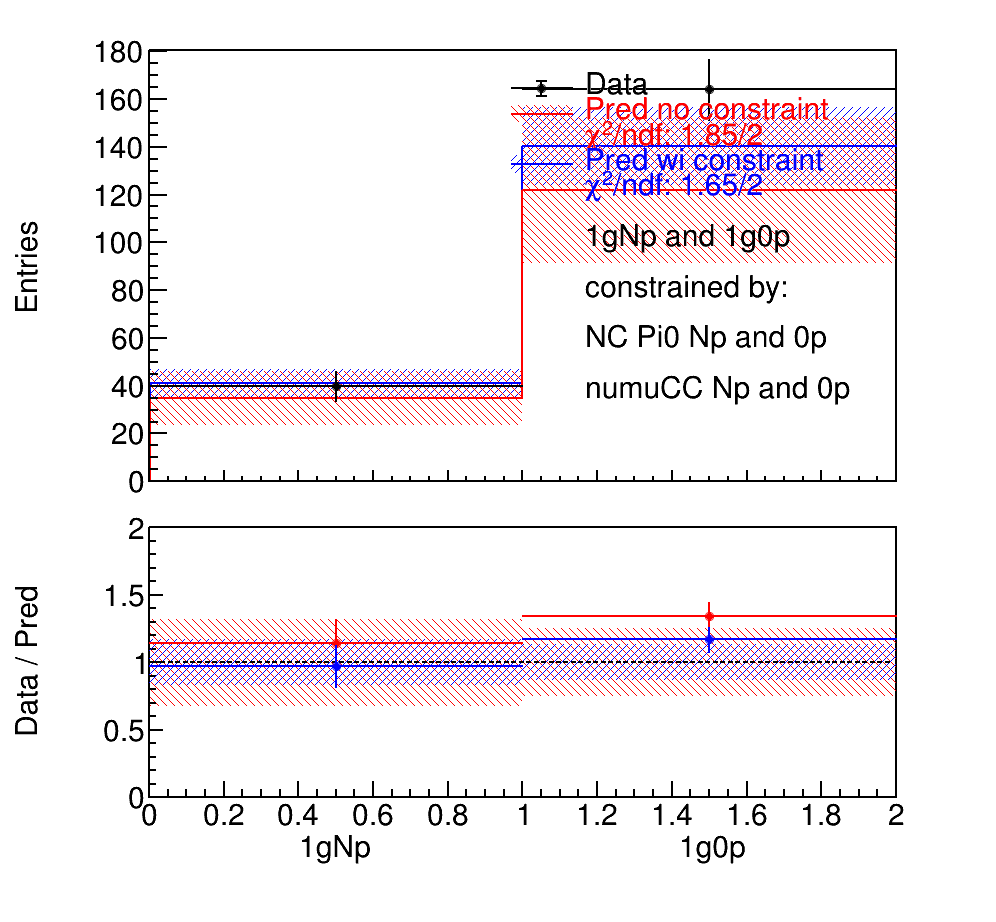 180
160
140
120
100
80
60
40
20
0
Entries
Data
Pred no constraint
χ²/ndf: 1.85/2
Pred wi constraint
χ²/ndf: 1.65/2
1gNp and 1g0p
constrained by:
NC Pi0 Np and 0p
numuCC Np and 0p
2
1.5
1
0.5
0
Data / Pred
0 0.2 0.4 0.6 0.8 1 1.2 1.4 1.6 1.8 2
1gNp 1g0p